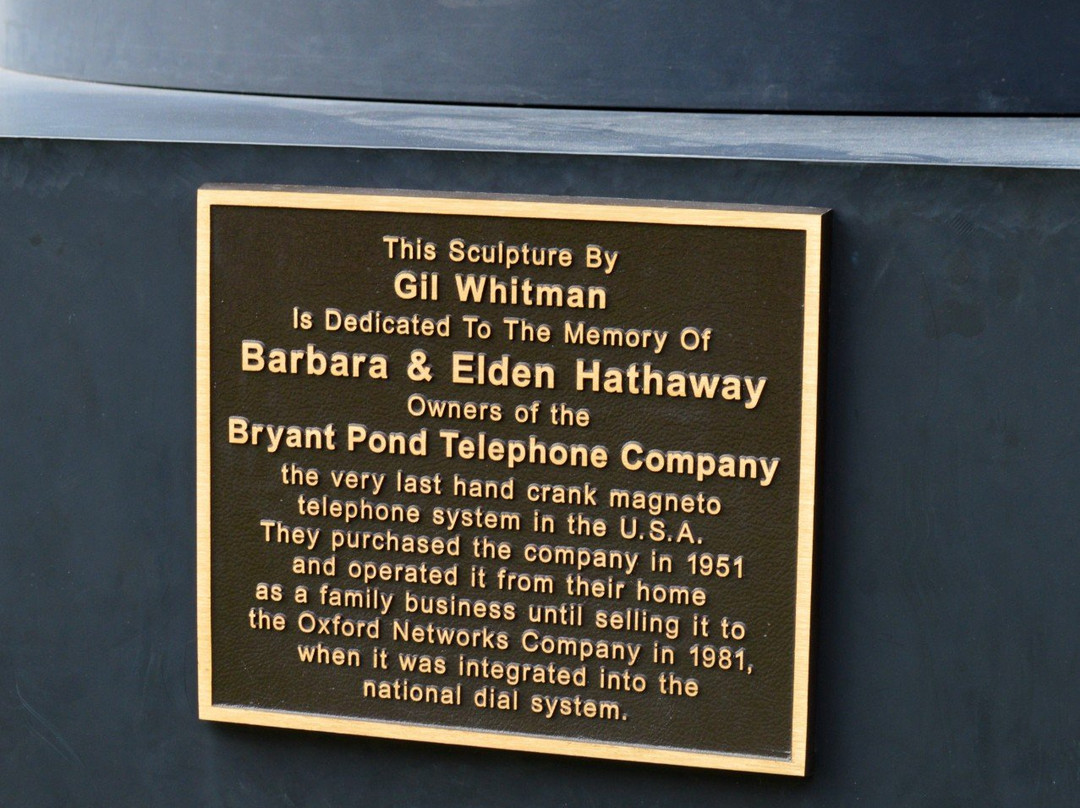 This Sculpture By
Gil Whitman
Is Dedicated To The Memory Of
Barbara & Elden Hathaway
Owners of the
Bryant Pond Telephone Company
the very last hand crank magneto
telephone system in the U.S.A.
They purchased the company in 1951
and operated it from their home
as a family business until selling it to
the Oxford Networks Company in 1981,
when it was integrated into the
national dial system.